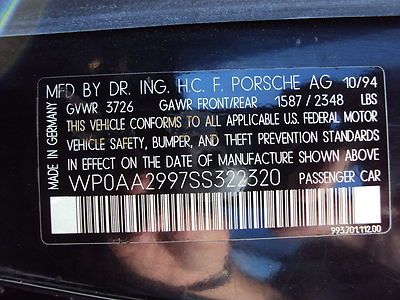 MFD BY DR. ING. H.C. F. PORSCHE AG 10/94
GVWR 3726 GAWR FRONT/REAR 1587/2348 LBS
THIS VEHICLE CONFORMS TO ALL APPLICABLE U.S. FEDERAL MOTOR
VEHICLE SAFETY, BUMPER, AND THEFT PREVENTION STANDARDS
IN EFFECT ON THE DATE OF MANUFACTURE SHOWN ABOVE.
WP0AA2997SS322320 PASSENGER CAR
993.701.112.00
MADE IN GERMANY